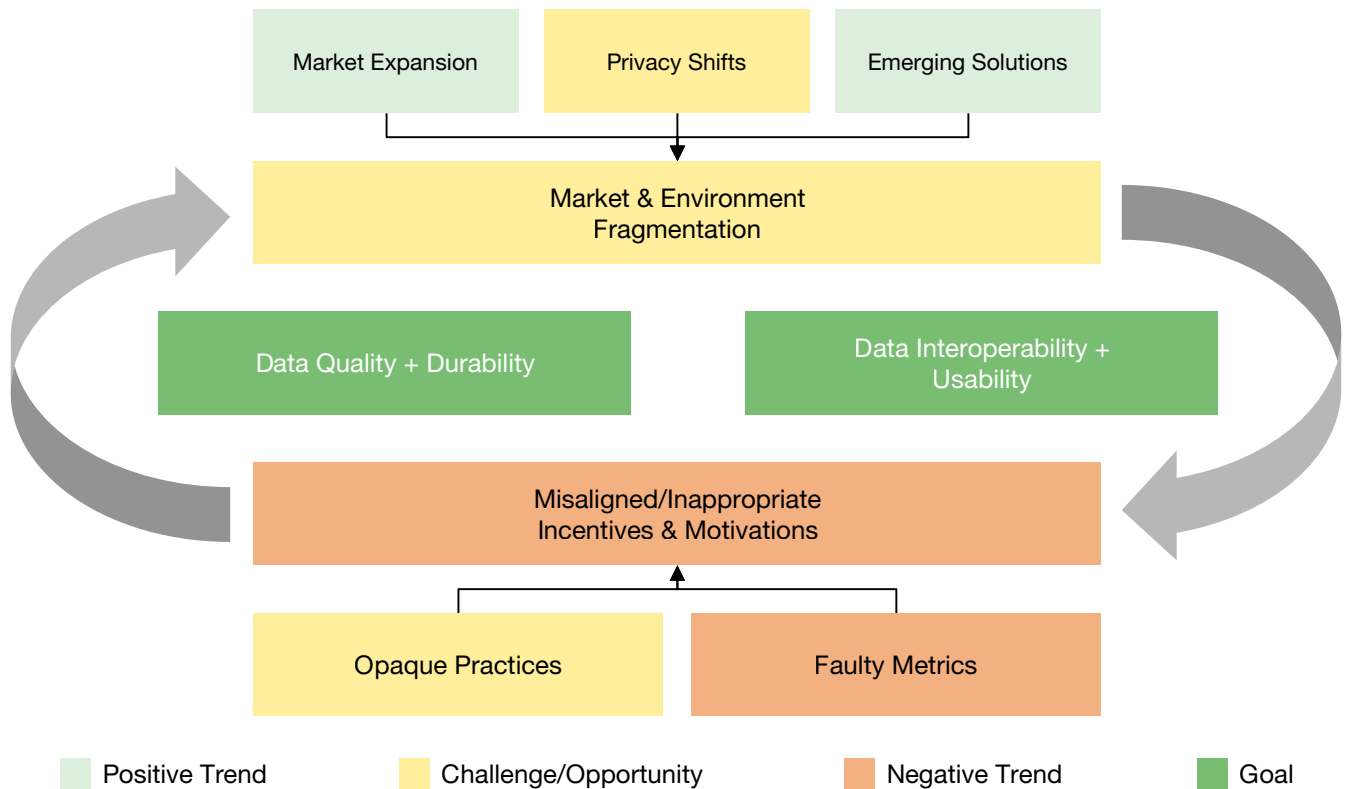 Market Expansion
Privacy Shifts
Emerging Solutions
Market & Environment
Fragmentation
Data Quality + Durability
Data Interoperability +
Usability
Misaligned/Inappropriate
Incentives & Motivations
Opaque Practices
Faulty Metrics
Positive Trend
Challenge/Opportunity
Negative Trend
Goal